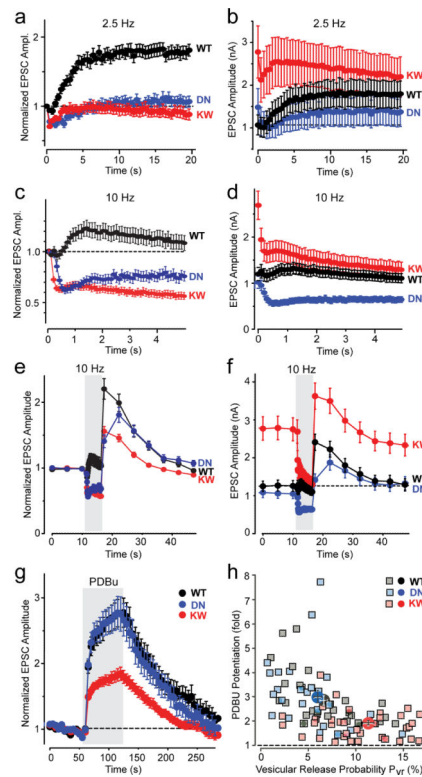 a
2.5 Hz
Normalized EPSC Ampl.
2
1
WT
DN
KW
0
5
10
15
20
Time (s)
b
2.5 Hz
EPSC Amplitude (nA)
4
3
2
1
KW
WT
DN
0
5
10
15
20
Time (s)
c
10 Hz
Normalized EPSC Ampl.
1.0
0.5
WT
DN
KW
0
1
2
3
4
Time (s)
d
10 Hz
EPSC Amplitude (nA)
2
1
KW
WT
DN
0
1
2
3
4
Time (s)
e
10 Hz
Normalized EPSC Amplitude
2
1
0
DN
WT
KW
0
10
20
30
40
Time (s)
f
10 Hz
EPSC Amplitude (nA)
4
3
2
1
0
KW
W
DN
0
10
20
30
40
Time (s)
g
PDBu
Normalized EPSC Amplitude
3
2
1
WT
DN
KW
0
50
100
150
200
250
Time (s)
h
WT
DN
KW
PDBU Potentiation (fold)
8
7
6
5
4
3
2
1
0
5
10
15
Vesicular Release Probability Pvr (%)